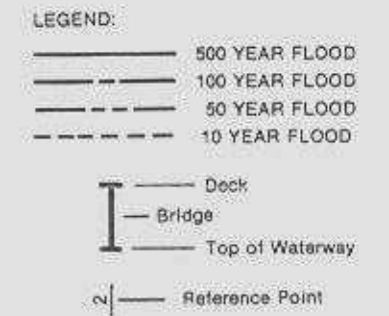 LEGEND:
500 YEAR FLOOD
100 YEAR FLOOD
50 YEAR FLOOD
10 YEAR FLOOD
Deck
Bridge
Top of Waterway
2 Reference Point